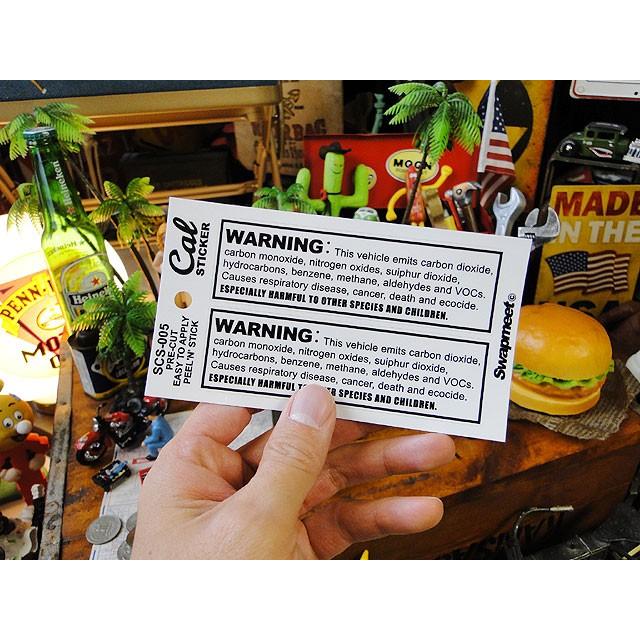 Cal
STICKER
SCS-005
PRE-CUT
EASY TO APPLY
PEEL'N' STICK
WARNING: This vehicle emits carbon dioxide,
carbon monoxide, nitrogen oxides, sulphur dioxide,
hydrocarbons, benzene, methane, aldehydes and VOCs.
Causes respiratory disease, cancer, death and ecocide.
ESPECIALLY HARMFUL TO OTHER SPECIES AND CHILDREN.
WARNING: This vehicle emits carbon dioxide,
carbon monoxide, nitrogen oxides, sulphur dioxide,
hydrocarbons, benzene, methane, aldehydes and VOCs.
Causes respiratory disease, cancer, death and ecocide.
ESPECIALLY HARMFUL TO R SPECIES AND CHILDREN.
Swapmeet©
MOON
MADE
IN THE
Heineken
PENN